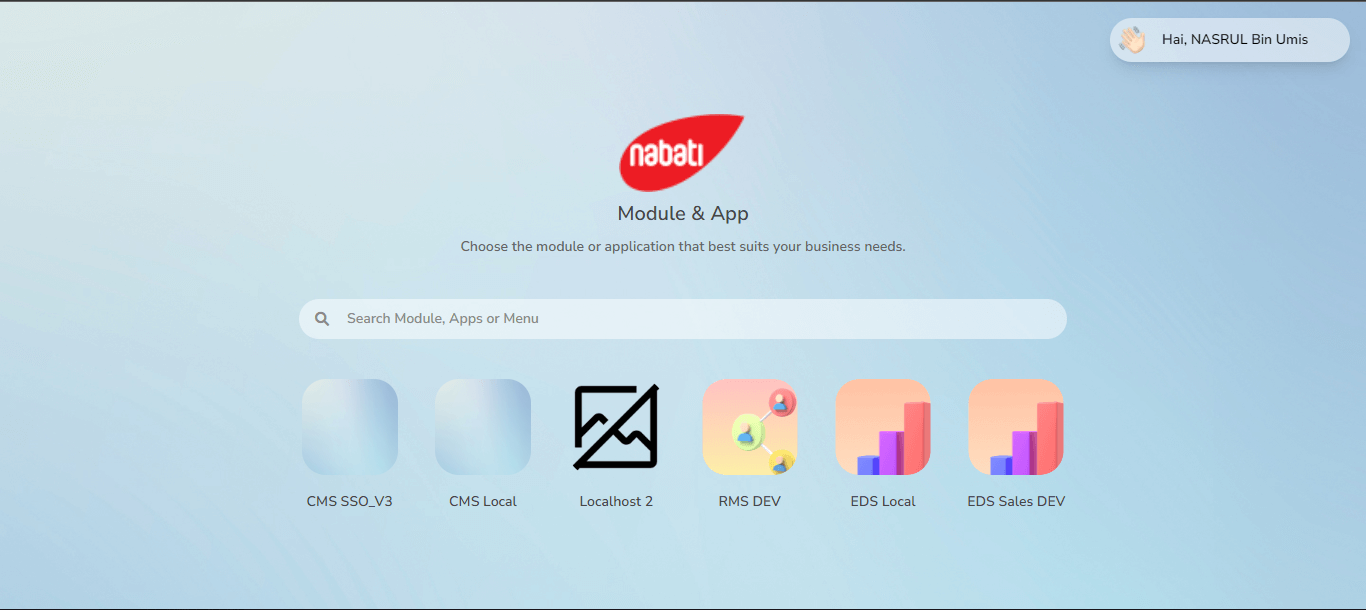 Hai, NASRUL Bin Umis
nabati
Module & App
Choose the module or application that best suits your business needs.
Search Module, Apps or Menu
CMS SSO_V3
CMS Local
Localhost 2
RMS DEV
EDS Local
EDS Sales DEV